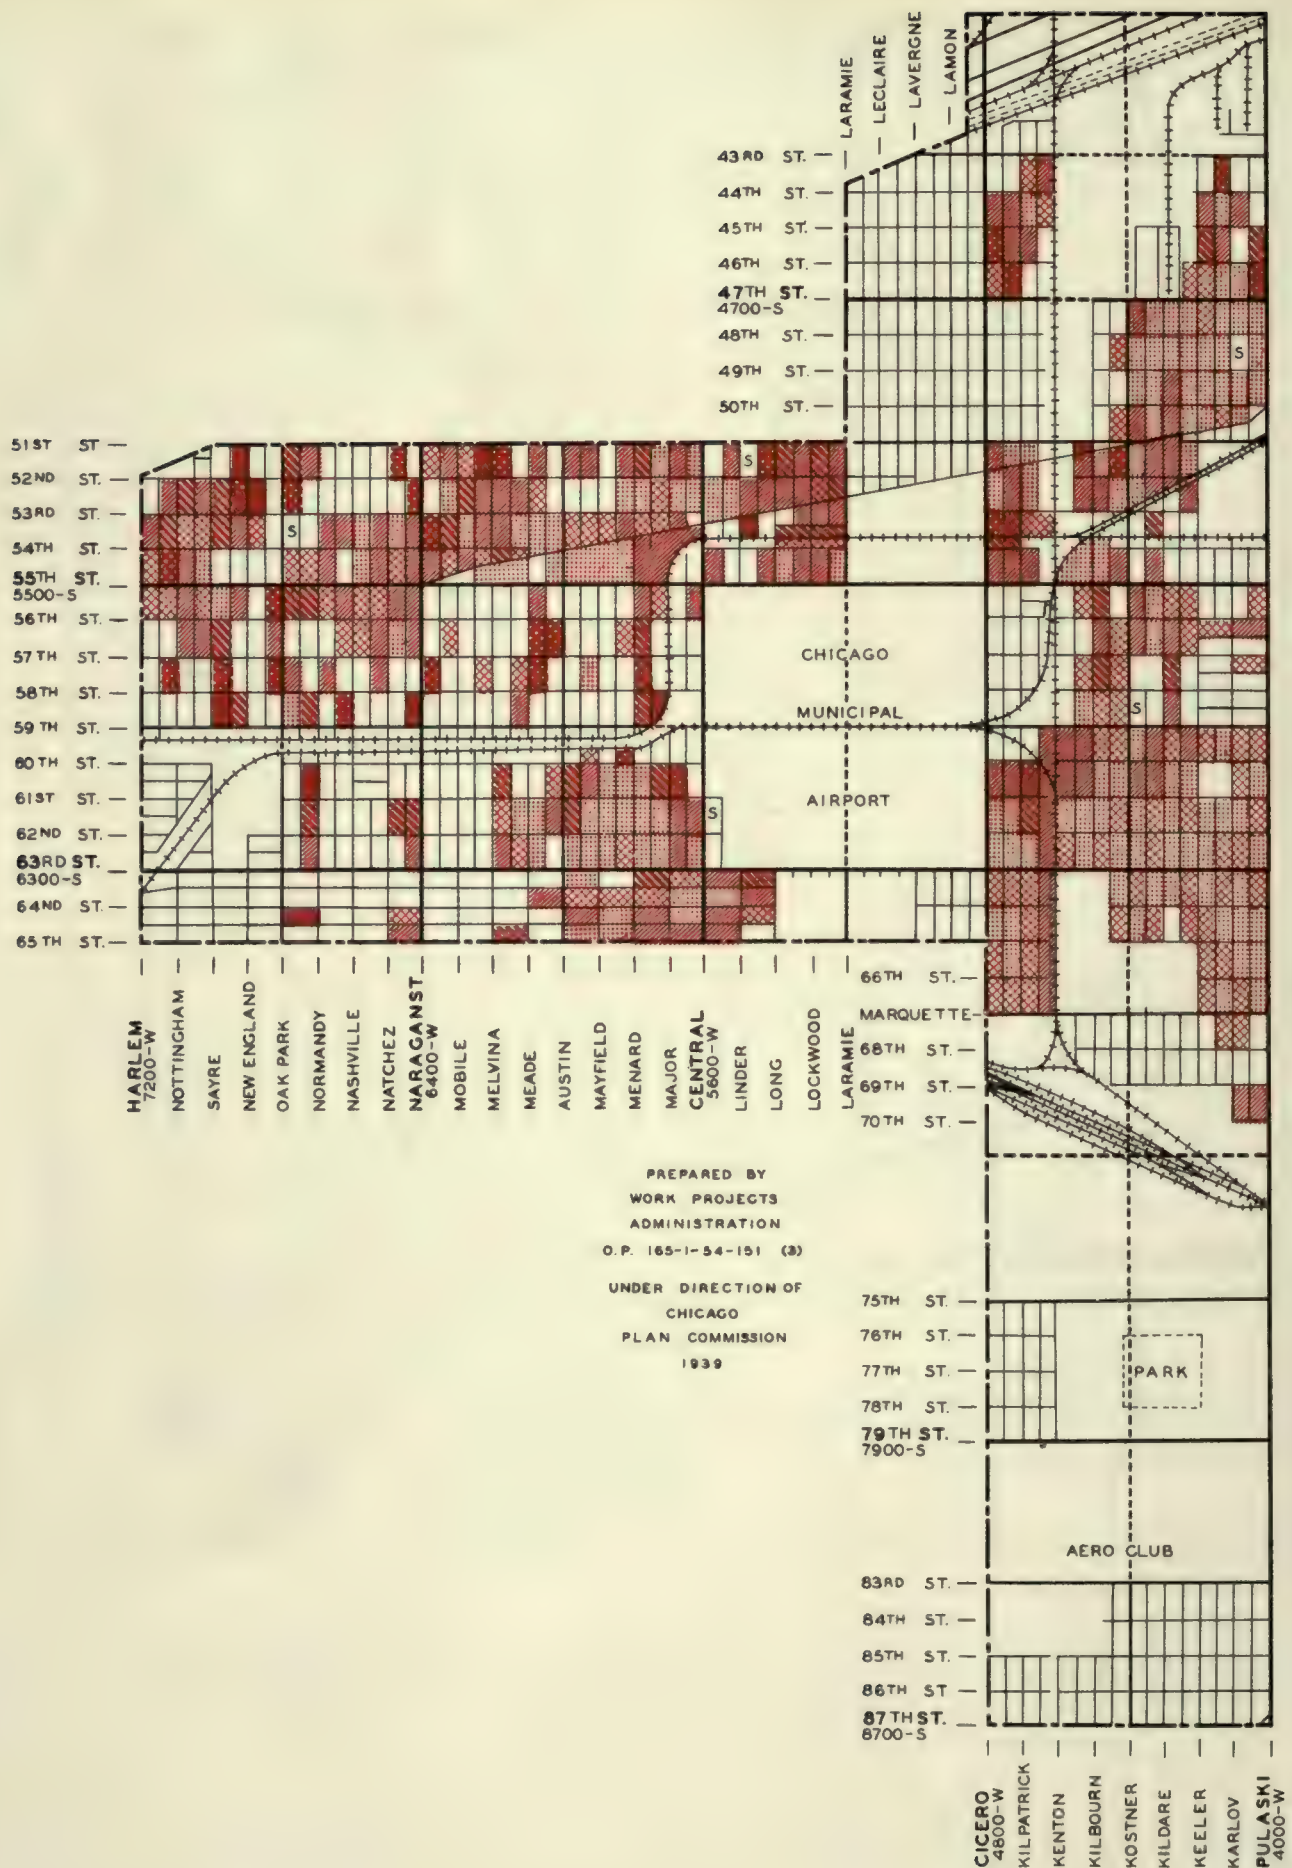 LARAMIE
LECLAIRE
LAVERGNE
LAMON
43RD ST.
44TH ST.
45TH ST.
46TH ST.
47TH ST.
4700-S
48TH ST.
49TH ST.
50TH ST.
S
51ST ST
52ND ST.
53RD ST.
54TH ST.
55TH ST.
5500-S
56TH ST.
57TH ST.
58TH ST.
59TH ST.
60TH ST.
61ST ST.
62ND ST.
63RD ST.
6300-S
64ND ST.
65TH ST.
S
S
S
S
CHICAGO
MUNICIPAL
AIRPORT
HARLEM
7200-W
NOTTINGHAM
SAYRE
NEW ENGLAND
OAK PARK
NORMANDY
NASHVILLE
NATCHEZ
NARAGANST
6400-W
MOBILE
MELVINA
MEADE
AUSTIN
MAYFIELD
MENARD
MAJOR
CENTRAL
5600-W
LINDER
LONG
LOCKWOOD
LARAMIE
66TH ST.
MARQUETTE
68TH ST.
69TH ST.
70TH ST.
PREPARED BY
WORK PROJECTS
ADMINISTRATION
O.P. 165-1-54-151 (3)
UNDER DIRECTION OF
CHICAGO
PLAN COMMISSION
1939
75TH ST.
76TH ST.
77TH ST.
78TH ST.
79TH ST.
7900-S
PARK
AERO CLUB
83RD ST.
84TH ST.
85TH ST.
86TH ST
87TH ST.
8700-S
CICERO
4800-W
KILPATRICK
KENTON
KILBOURN
KOSTNER
KILDARE
KEELER
KARLOV
PULASKI
4000-W